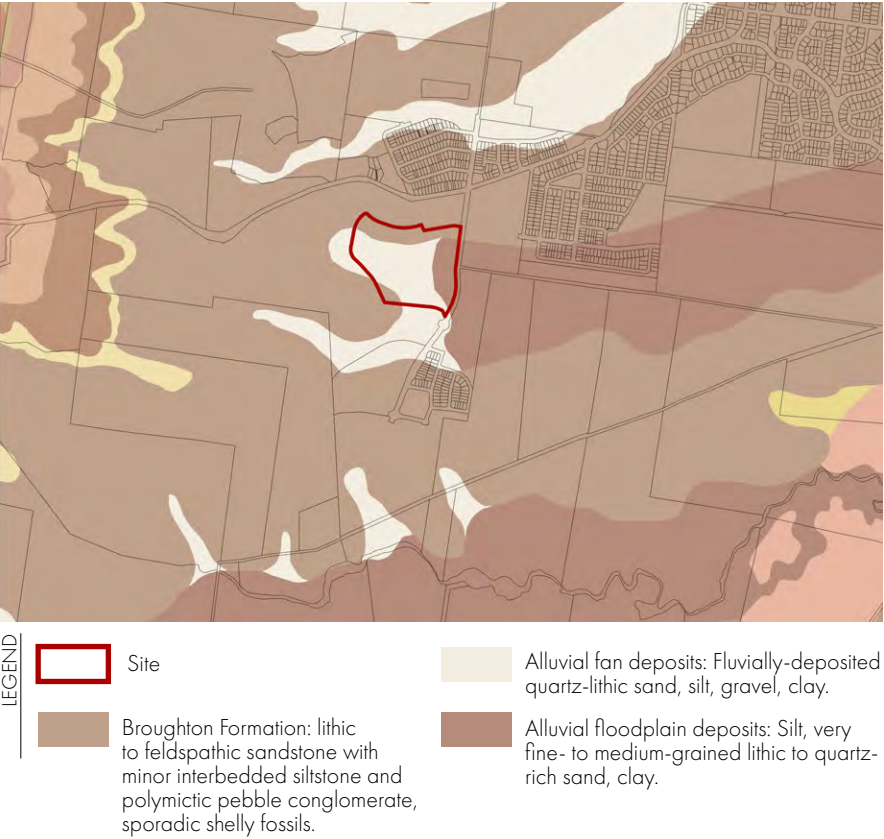 LEGEND
Site
Broughton Formation: lithic
to feldspathic sandstone with
minor interbedded siltstone and
polymictic pebble conglomerate,
sporadic shelly fossils.
Alluvial fan deposits: Fluvially-deposited
quartz-lithic sand, silt, gravel, clay.
Alluvial floodplain deposits: Silt, very
fine- to medium-grained lithic to quartz-
rich sand, clay.